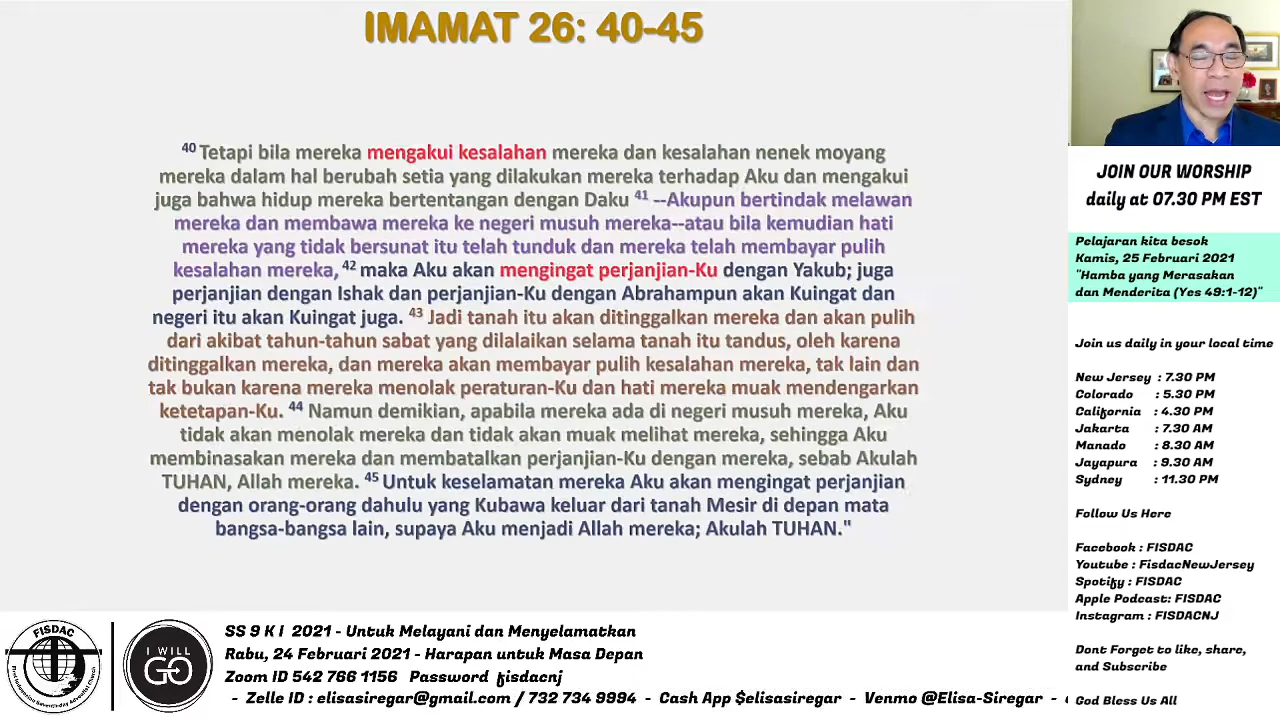 IMAMAT 26: 40-45
40 Tetapi bila mereka mengakui kesalahan mereka dan kesalahan nenek moyang
mereka dalam hal berubah setia yang dilakukan mereka terhadap Aku dan mengakui
juga bahwa hidup mereka bertentangan dengan Daku 41 --Akupun bertindak melawan
mereka dan membawa mereka ke negeri musuh mereka--atau bila kemudian hati
mereka yang tidak bersunat itu telah tunduk dan mereka telah membayar pulih
kesalahan mereka, 42 maka Aku akan mengingat perjanjian-Ku dengan Yakub; juga
perjanjian dengan Ishak dan perjanjian-Ku dengan Abrahampun akan Kuingat dan
negeri itu akan Kuingat juga. 43 Jadi tanah itu akan ditinggalkan mereka dan akan pulih
dari akibat tahun-tahun sabat yang dilalaikan selama tanah itu tandus, oleh karena
ditinggalkan mereka, dan mereka akan membayar pulih kesalahan mereka, tak lain dan
tak bukan karena mereka menolak peraturan-Ku dan hati mereka muak mendengarkan
ketetapan-Ku. 44 Namun demikian, apabila mereka ada di negeri musuh mereka, Aku
tidak akan menolak mereka dan tidak akan muak melihat mereka, sehingga Aku
membinasakan mereka dan membatalkan perjanjian-Ku dengan mereka, sebab Akulah
TUHAN, Allah mereka. 45 Untuk keselamatan mereka Aku akan mengingat perjanjian
dengan orang-orang dahulu yang Kubawa keluar dari tanah Mesir di depan mata
bangsa-bangsa lain, supaya Aku menjadi Allah mereka; Akulah TUHAN."
JOIN OUR WORSHIP
daily at 07.30 PM EST
Pelajaran kita besok
Kamis, 25 Februari 2021
"Hamba yang Merasakan
dan Menderita (Yes 49:1-12)"
Join us daily in your local time
New Jersey : 7.30 PM
Colorado : 5.30 PM
California : 4.30 PM
Jakarta : 7.30 AM
Manado : 8.30 AM
Jayapura : 9.30 AM
Sydney : 11.30 PM
Follow Us Here
Facebook : FISDAC
Youtube : FisdacNewJersey
Spotify : FISDAC
Apple Podcast: FISDAC
Instagram : FISDACNJ
Dont Forget to like, share,
and Subscribe
God Bless Us All
FISDAC
I WILL
GO
SS 9 K I 2021 - Untuk Melayani dan Menyelamatkan
Rabu, 24 Februari 2021 - Harapan untuk Masa Depan
Zoom ID 542 766 1156 Password fisdacnj
- Zelle ID : elisasiregar@gmail.com / 732 734 9994 - Cash App $elisasiregar - Venmo @Elisa-Siregar -